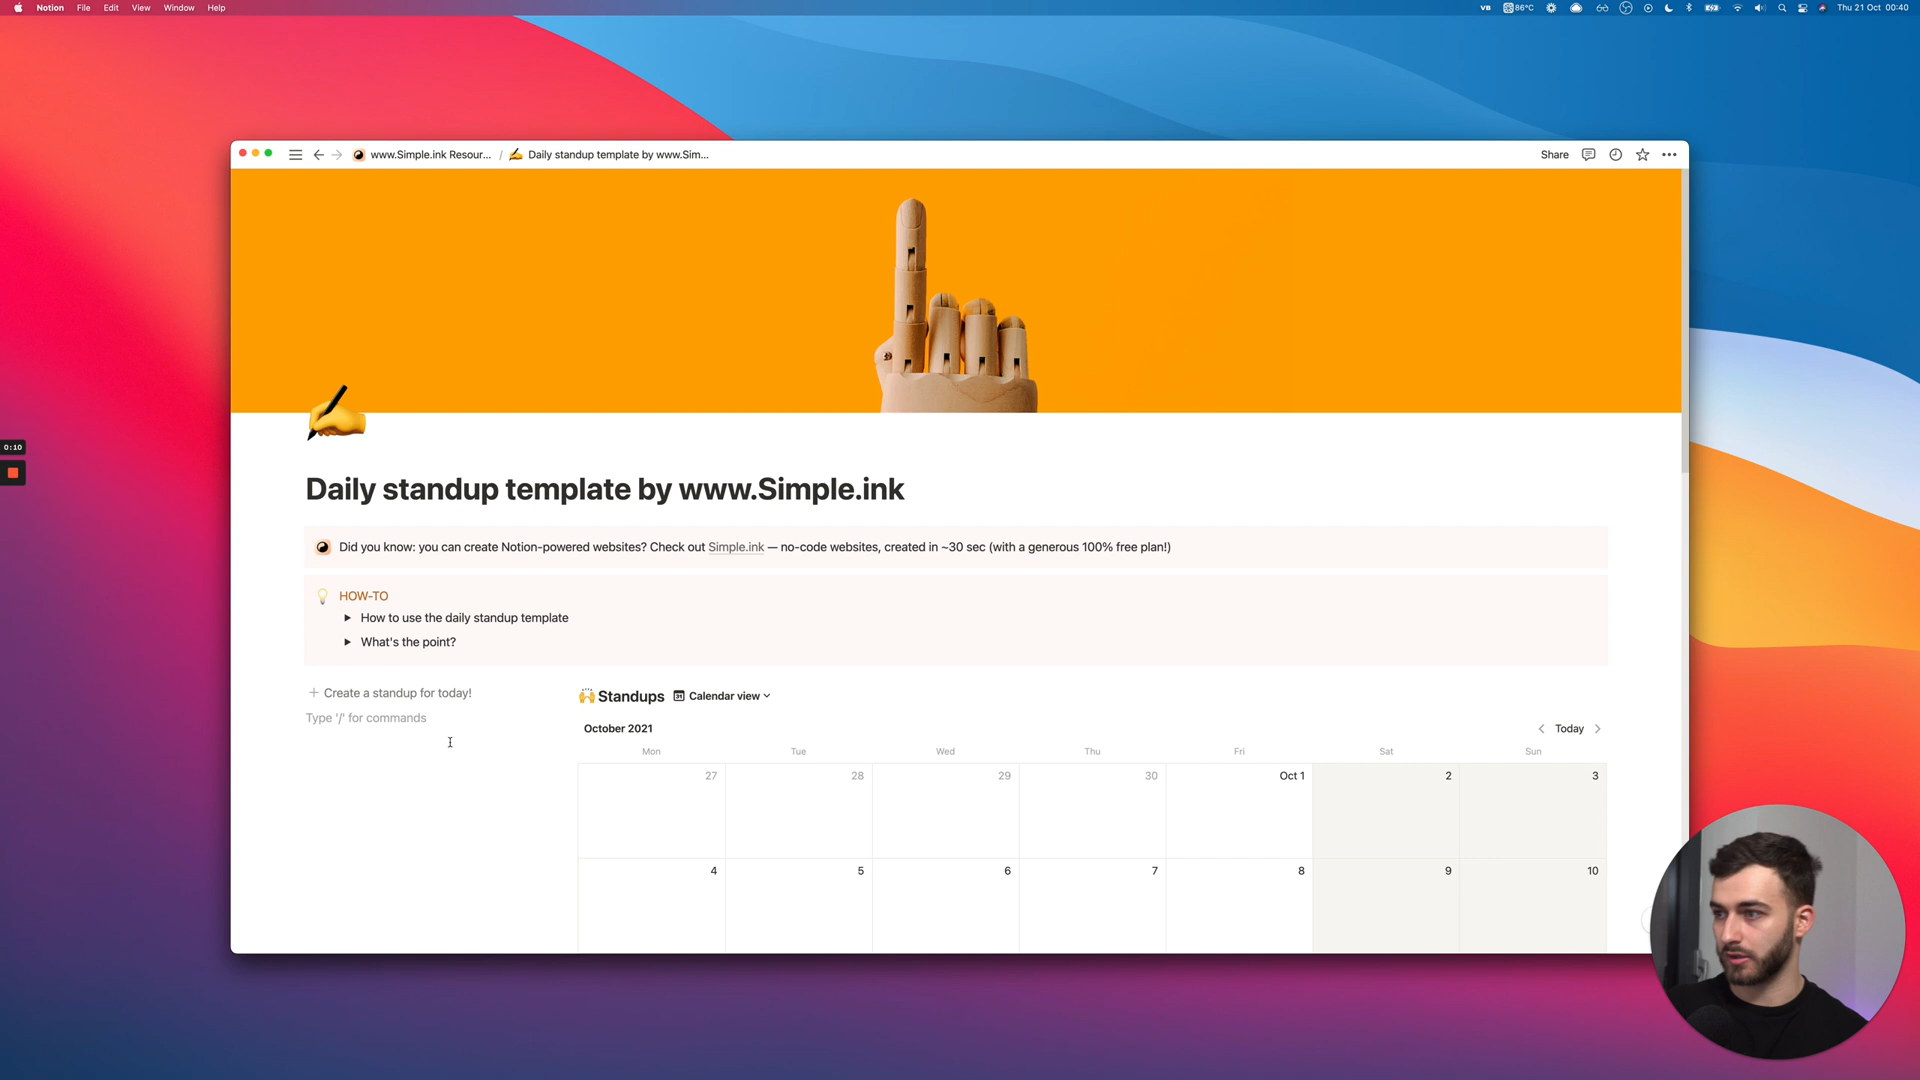 Notion File Edit View Window Help VB 86°C Thu 21 Oct 00:40
www.Simple.ink Resour... / Daily standup template by www.Sim... Share
0:10
Daily standup template by www.Simple.ink
Did you know: you can create Notion-powered websites? Check out Simple.ink — no-code websites, created in ~30 sec (with a generous 100% free plan!)
HOW-TO
How to use the daily standup template
What's the point?
+ Create a standup for today!
Type '/' for commands
Standups 31 Calendar view
October 2021 Today
Mon Tue Wed Thu Fri Sat Sun
27 28 29 30 Oct 1 2 3
4 5 6 7 8 9 10